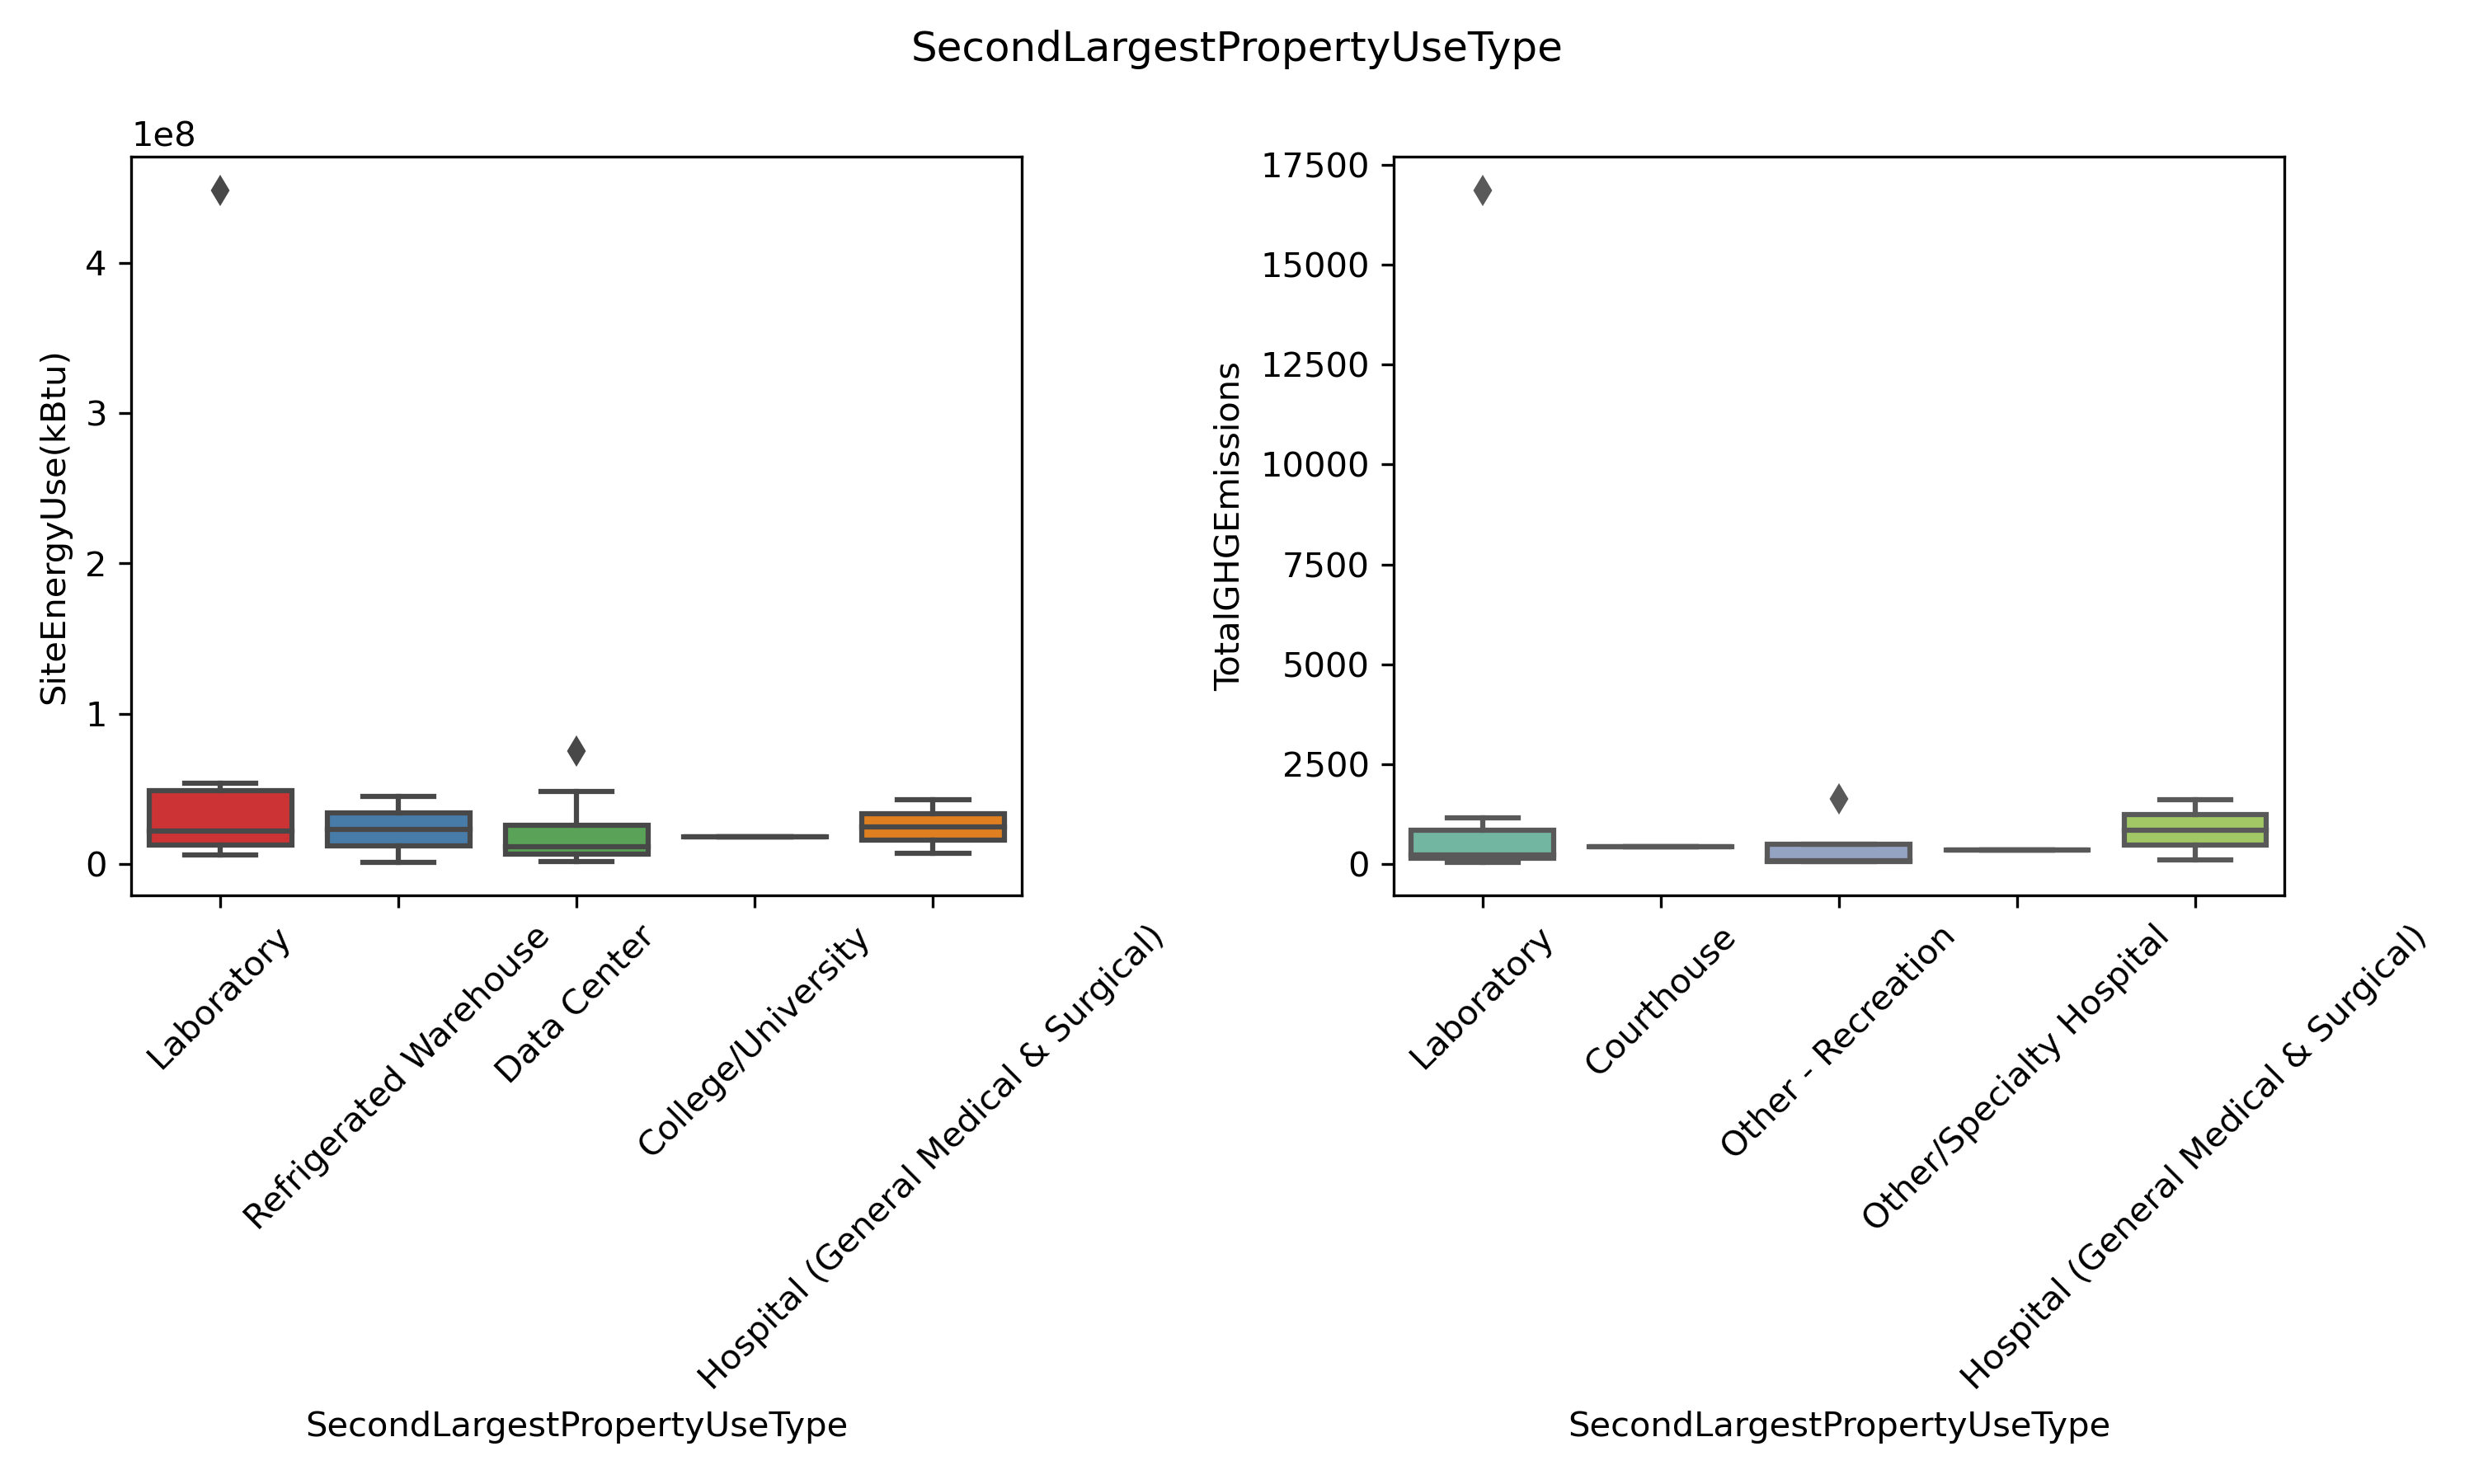 SecondLargestPropertyUseType
1e8
4
3
2
1
0
SiteEnergyUse(kBtu)
Laboratory
Refrigerated Warehouse
Data Center
College/University
Hospital (General Medical & Surgical)
SecondLargestPropertyUseType
17500
15000
12500
10000
7500
5000
2500
0
TotalGHGEmissions
Laboratory
Courthouse
Other - Recreation
Other/Specialty Hospital
Hospital (General Medical & Surgical)
SecondLargestPropertyUseType